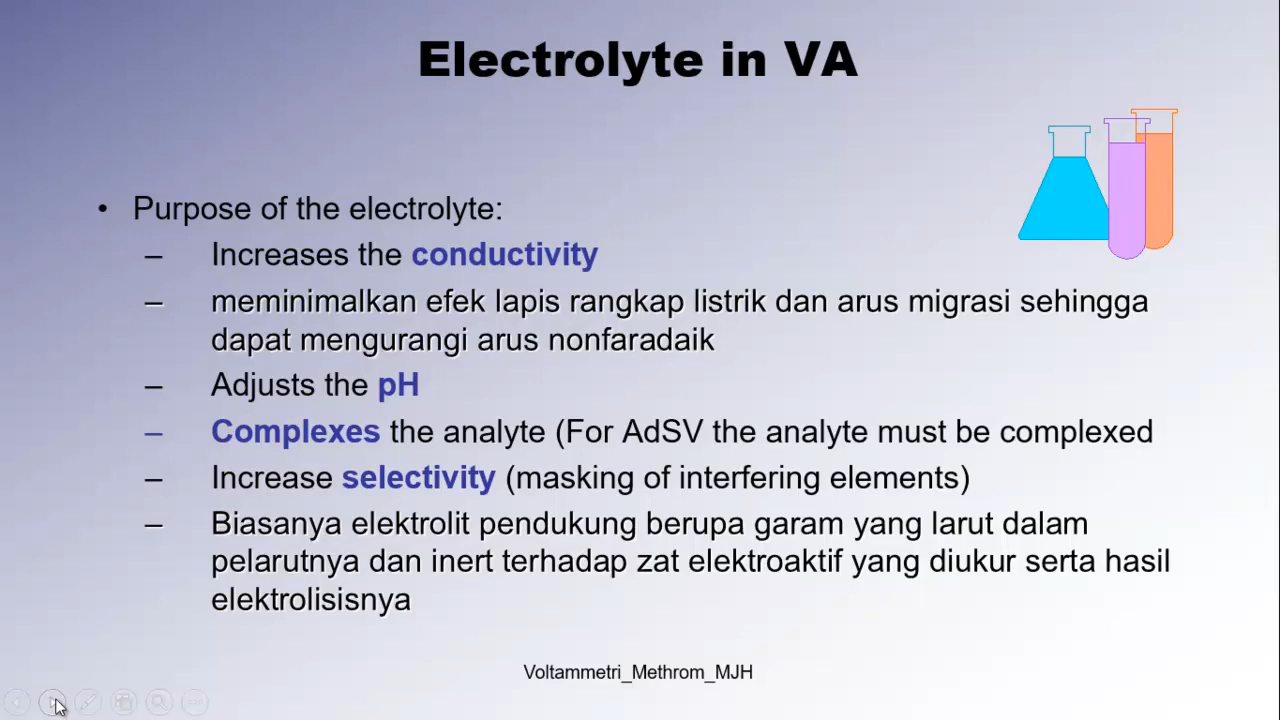 Electrolyte in VA
• Purpose of the electrolyte:
– Increases the conductivity
– meminimalkan efek lapis rangkap listrik dan arus migrasi sehingga
dapat mengurangi arus nonfaradaik
– Adjusts the pH
– Complexes the analyte (For AdSV the analyte must be complexed
– Increase selectivity (masking of interfering elements)
– Biasanya elektrolit pendukung berupa garam yang larut dalam
pelarutnya dan inert terhadap zat elektroaktif yang diukur serta hasil
elektrolisisnya
Voltammetri_Methrom_MJH